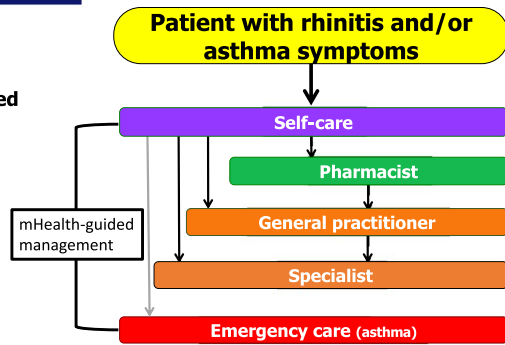 Patient with rhinitis and/or
asthma symptoms
ed
Self-care
Pharmacist
General practitioner
mHealth-guided
management
Specialist
Emergency care (asthma)